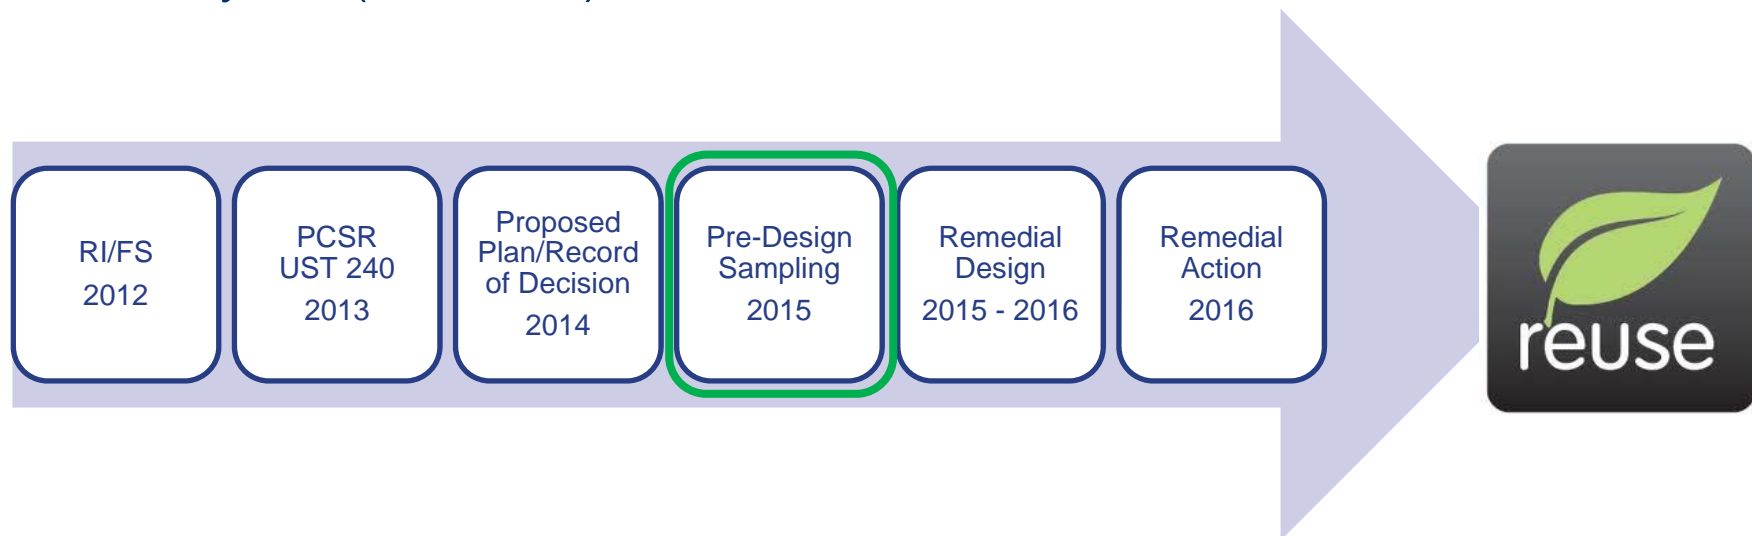 RI/FS
2012
PCSR
UST 240
2013
Proposed
Plan/Record
of Decision
2014
Pre-Design
Sampling
2015
Remedial
Design
2015 - 2016
Remedial
Action
2016
reuse